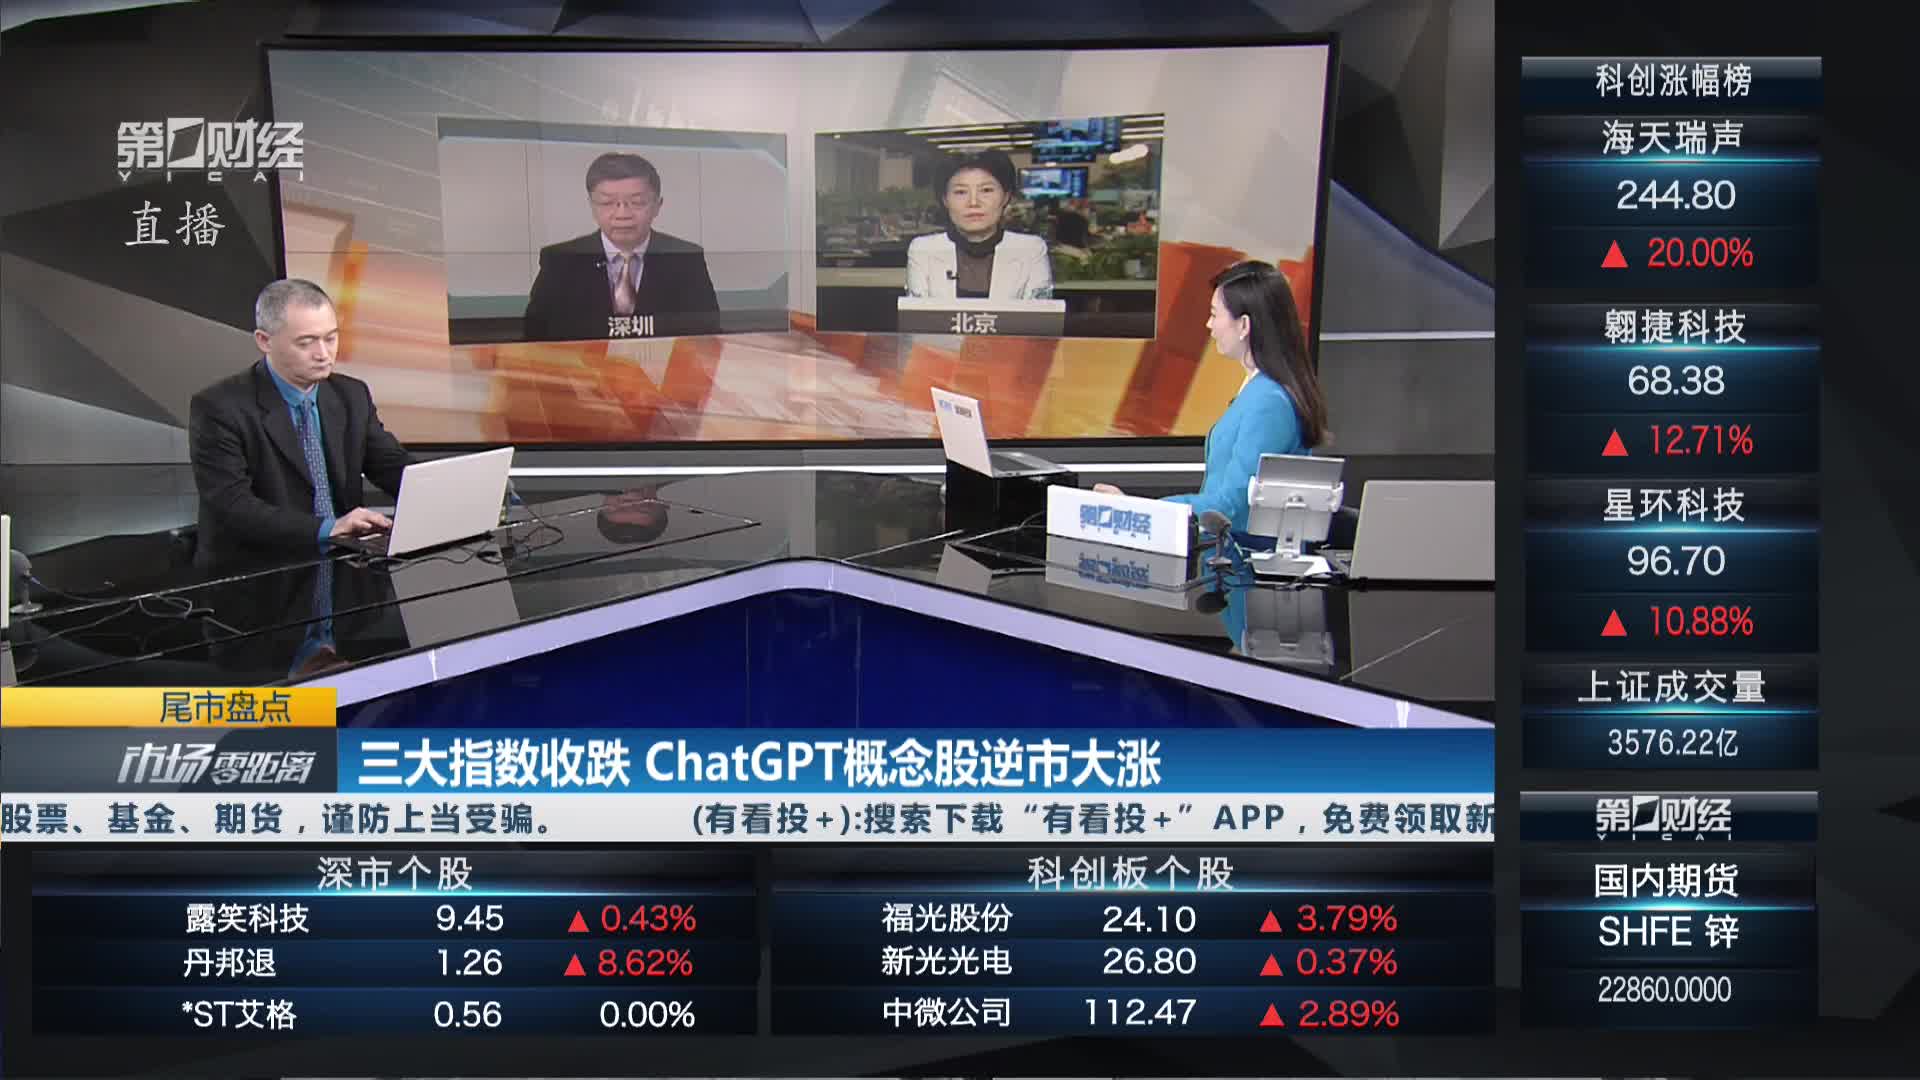 第一财经
YICAI
直播
深圳
北京
第一财经
尾市盘点
市场零距离
三大指数收跌 ChatGPT概念股逆市大涨
股票、基金、期货，谨防上当受骗。 (有看投+):搜索下载“有看投+”APP，免费领取新
深市个股
露笑科技 9.45 ▲ 0.43%
丹邦退 1.26 ▲ 8.62%
*ST艾格 0.56 0.00%
科创板个股
福光股份 24.10 ▲ 3.79%
新光光电 26.80 ▲ 0.37%
中微公司 112.47 ▲ 2.89%
科创涨幅榜
海天瑞声
244.80
▲ 20.00%
翱捷科技
68.38
▲ 12.71%
星环科技
96.70
▲ 10.88%
上证成交量
3576.22亿
第一财经
YICAI
国内期货
SHFE 锌
22860.0000